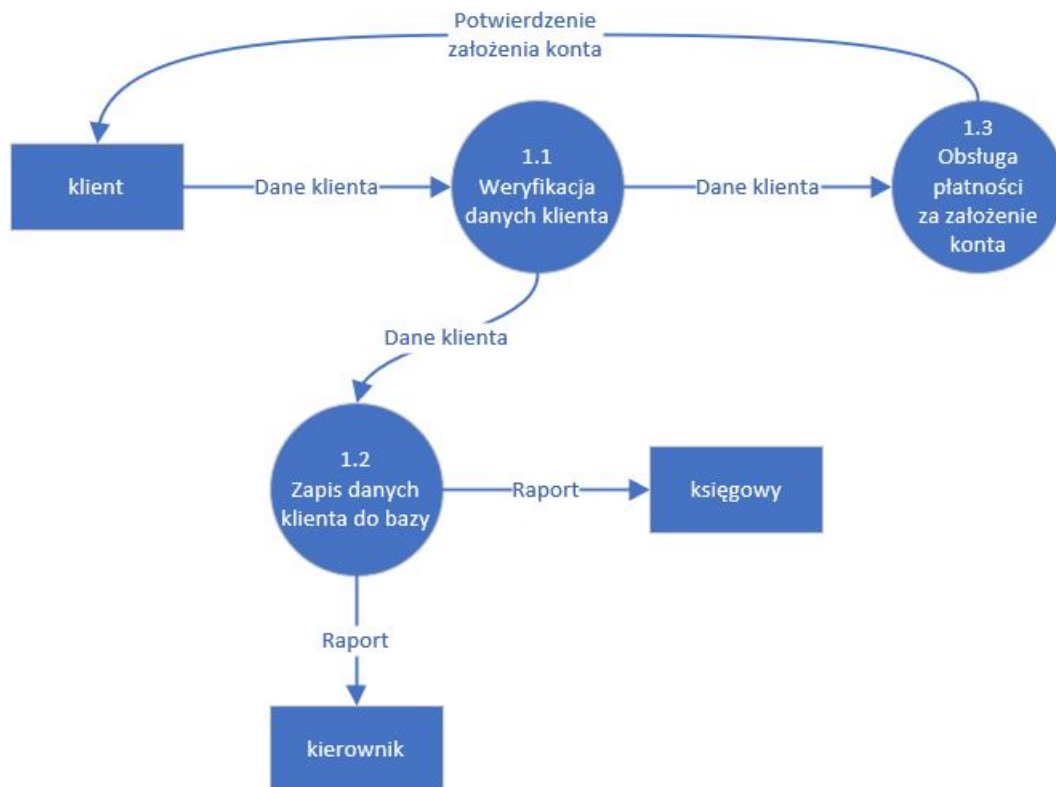 Potwierdzenie
założenia konta
klient
Dane klienta
1.1
Weryfikacja
danych klienta
Dane klienta
1.3
Obsługa
płatności
za założenie
konta
Dane klienta
1.2
Zapis danych
klienta do bazy
Raport
księgowy
Raport
kierownik